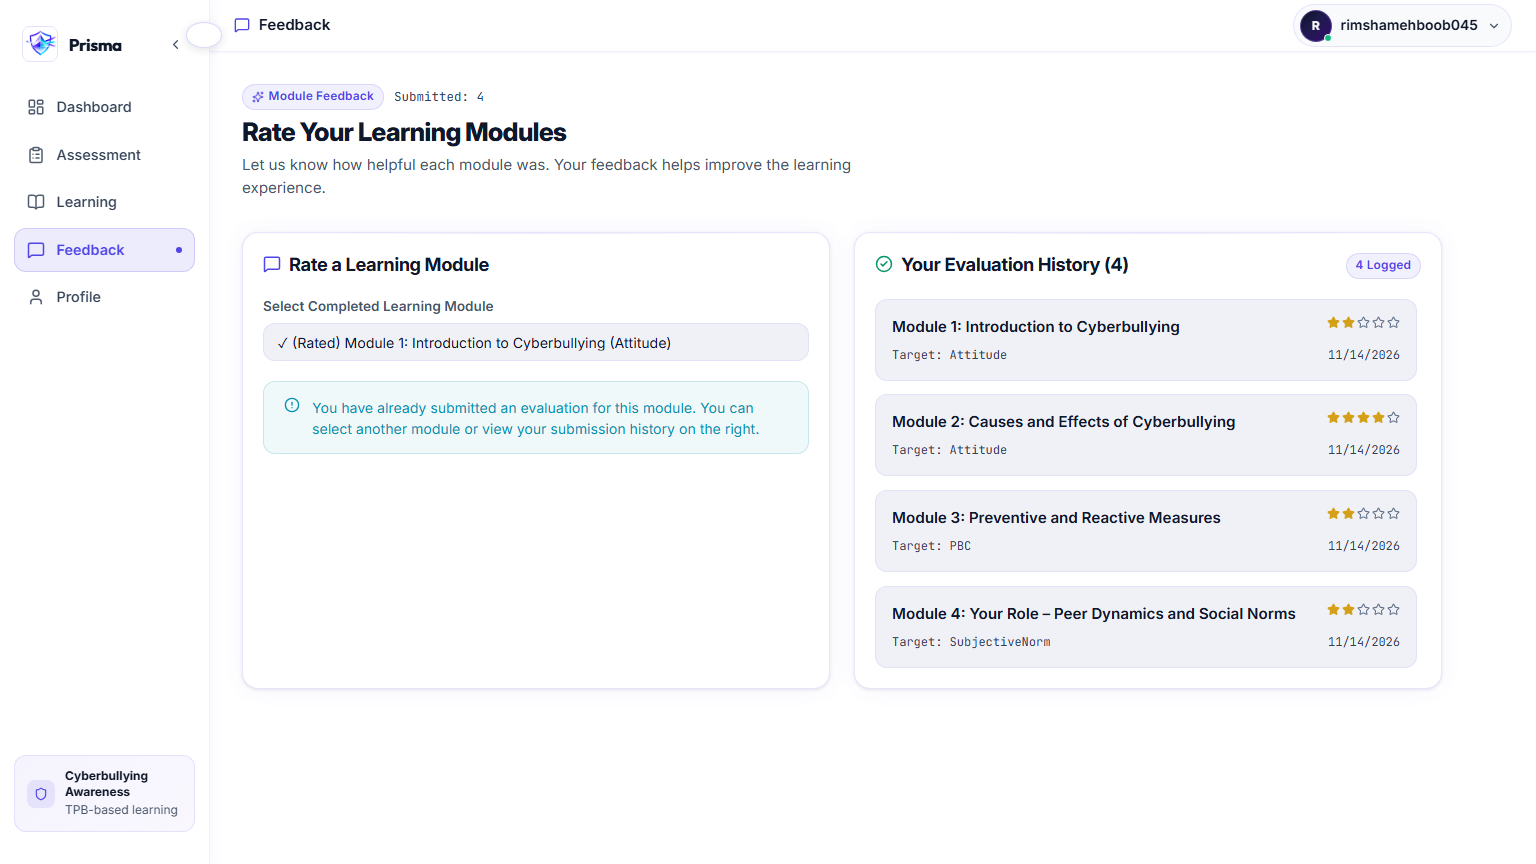 Prisma
Dashboard
Assessment
Learning
Feedback
Profile
Cyberbullying
Awareness
TPB-based learning
Feedback
R
rimshamehboob045
Module Feedback
Submitted: 4
Rate Your Learning Modules
Let us know how helpful each module was. Your feedback helps improve the learning
experience.
Rate a Learning Module
Select Completed Learning Module
✓ (Rated) Module 1: Introduction to Cyberbullying (Attitude)
You have already submitted an evaluation for this module. You can
select another module or view your submission history on the right.
Your Evaluation History (4)
4 Logged
Module 1: Introduction to Cyberbullying
Target: Attitude
11/14/2026
Module 2: Causes and Effects of Cyberbullying
Target: Attitude
11/14/2026
Module 3: Preventive and Reactive Measures
Target: PBC
11/14/2026
Module 4: Your Role – Peer Dynamics and Social Norms
Target: SubjectiveNorm
11/14/2026